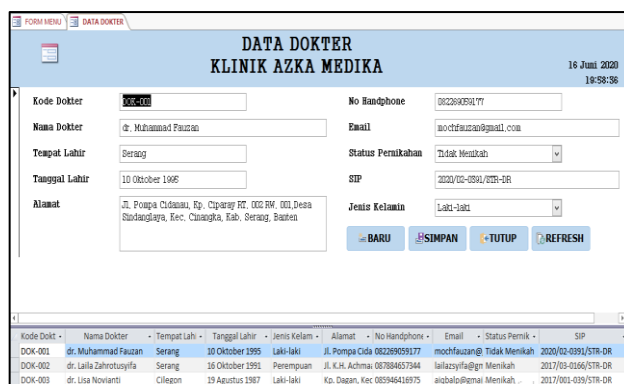 FORM MENU DATA DOKTER
DATA DOKTER
KLINIK AZKA MEDIKA
16 Juni 2020
19:58:56
Kode Dokter DOK-001 No Handphone 082269059177
Nama Dokter dr. Muhammad Fauzan Email mochfauzan@gmail.com
Tempat Lahir Serang Status Pernikahan Tidak Menikah
Tanggal Lahir 10 Oktober 1995 SIP 2020/02-0391/STR-DR
Alamat Jl. Pompa Cidanau, Kp. Ciparay RT. 002 RW. 001,Desa Jenis Kelamin Laki-laki
Sindanglaya, Kec. Cinangka, Kab. Serang, Banten
BARU SIMPAN TUTUP REFRESH
Kode Dokt Nama Dokter Tempat Lahi Tanggal Lahir Jenis Kelam Alamat No Handphone Email Status Pernik SIP
DOK-001 dr. Muhammad Fauzan Serang 10 Oktober 1995 Laki-laki Jl. Pompa Cida 082269059177 mochfauzan@ Tidak Menikah 2020/02-0391/STR-DR
DOK-002 dr. Laila Zahrotusyifa Serang 16 Oktober 1991 Perempuan Jl. K.H. Achmai 087884657344 lailazsyifa@gn Menikah 2017/03-0166/STR-DR
DOK-003 dr. Lisa Novianti Cilegon 19 Agustus 1987 Laki-laki Kp. Dagan, Kec 085946416975 aigbalp@gmai Menikah 2017/01-039/STR-DR